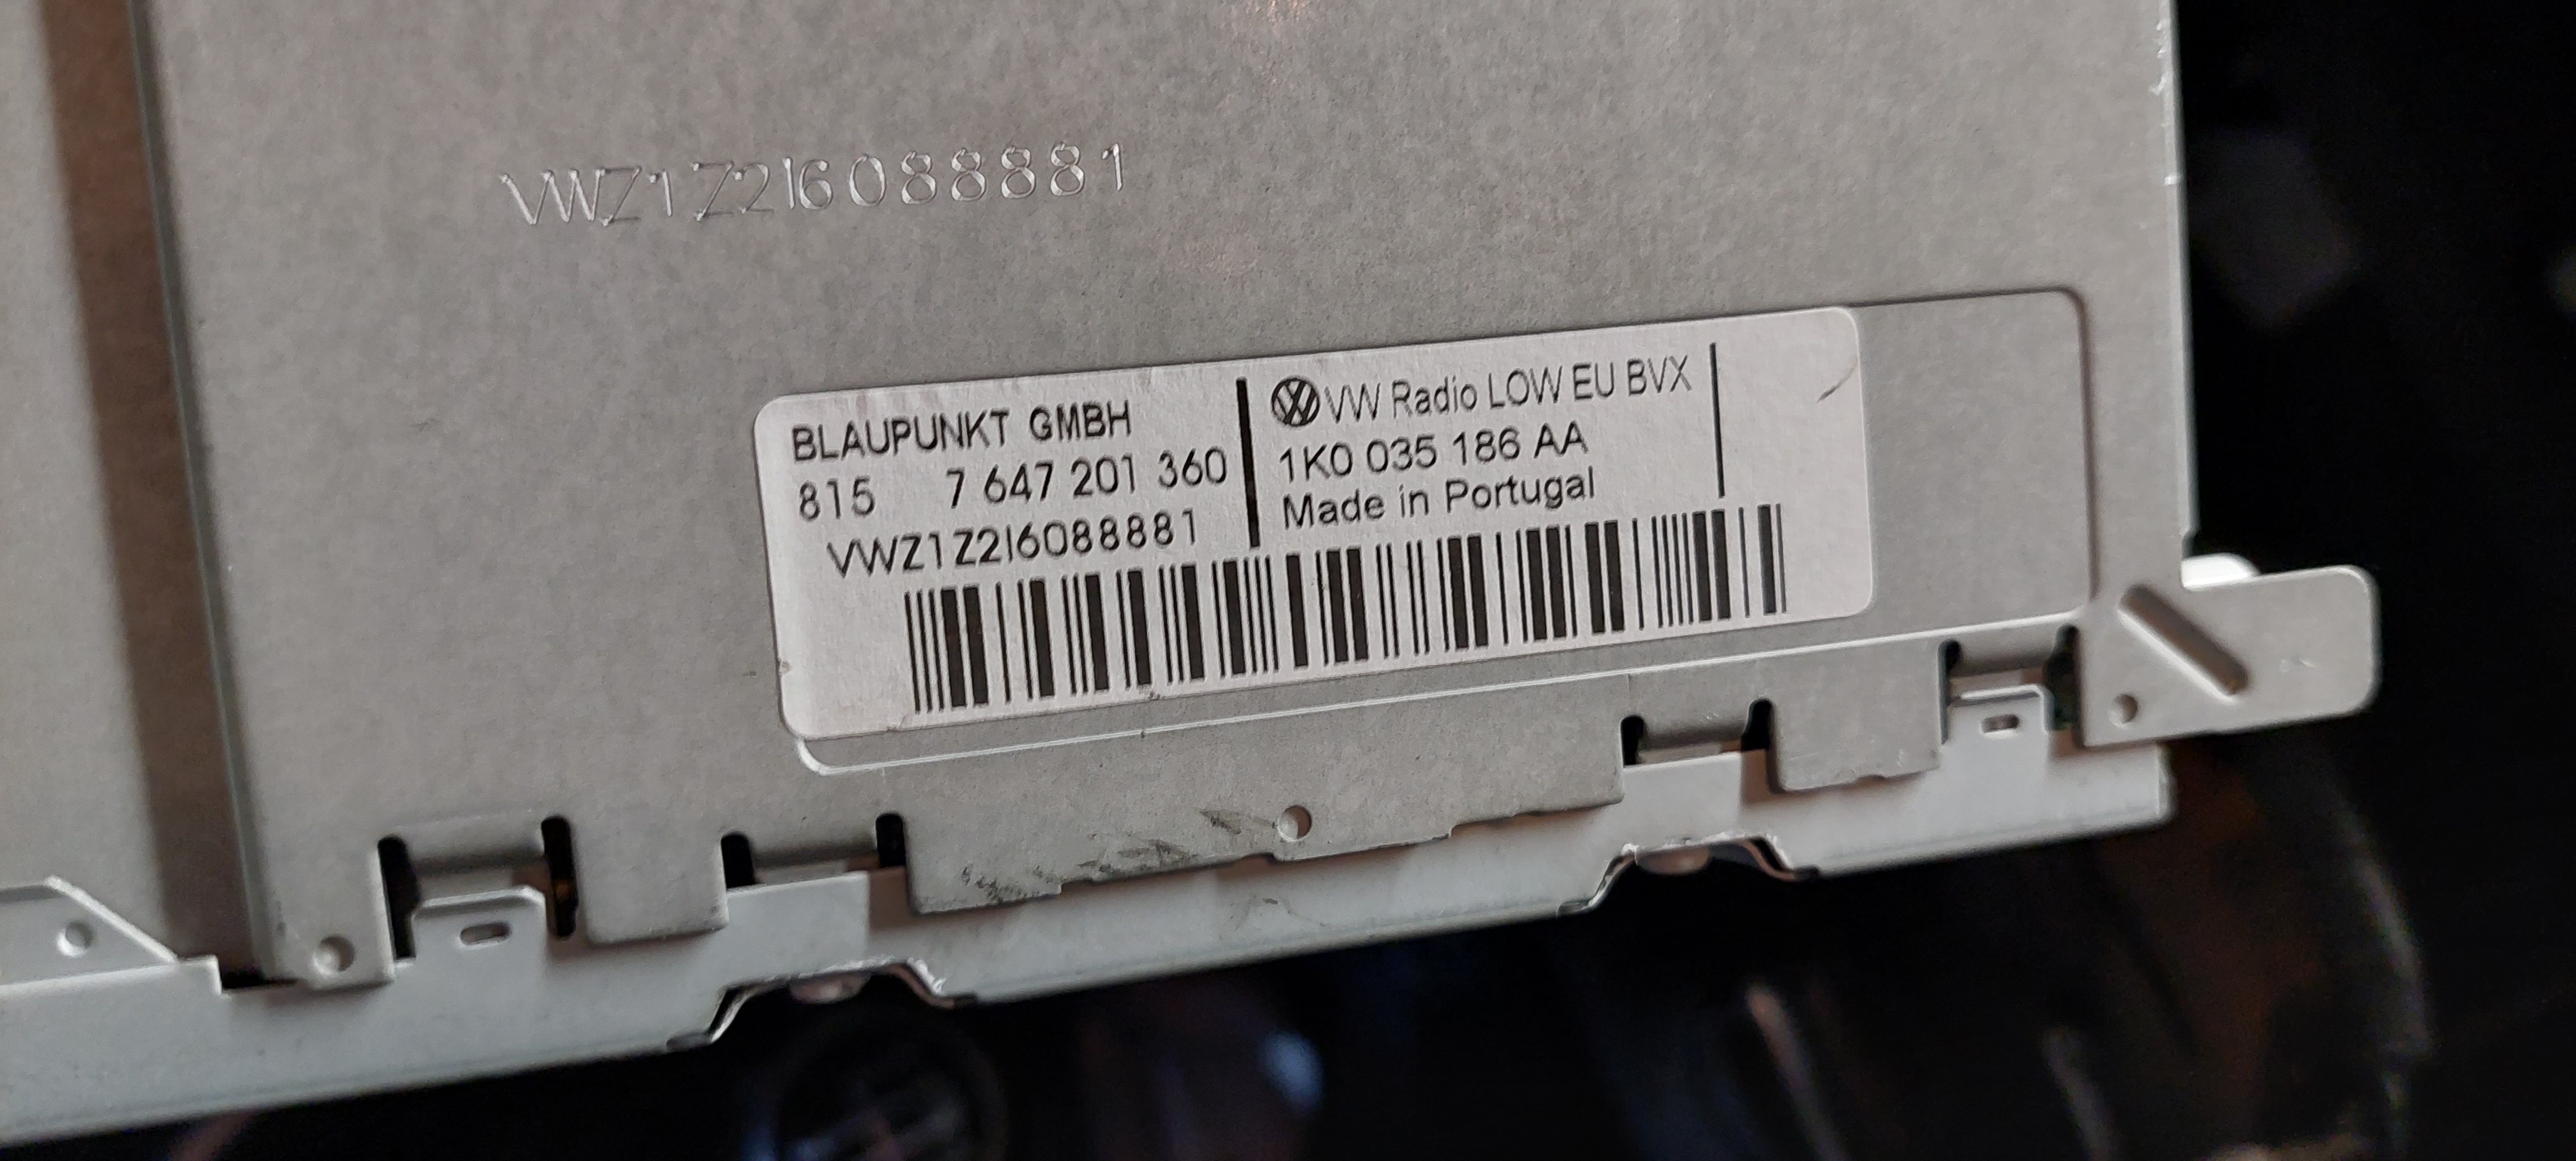 VWZ1Z2I6088881
BLAUPUNKT GMBH
815 7 647 201 360
VWZ1Z2I6088881
VW Radio LOW EU BVX
1K0 035 186 AA
Made in Portugal